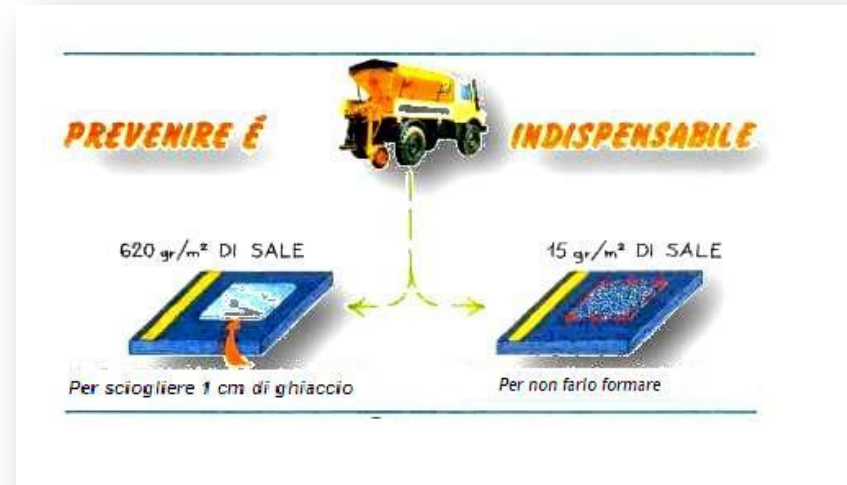 PREVENIRE É INDISPENSABILE
620 gr/m² DI SALE
15 gr/m² DI SALE
Per sciogliere 1 cm di ghiaccio
Per non farlo formare